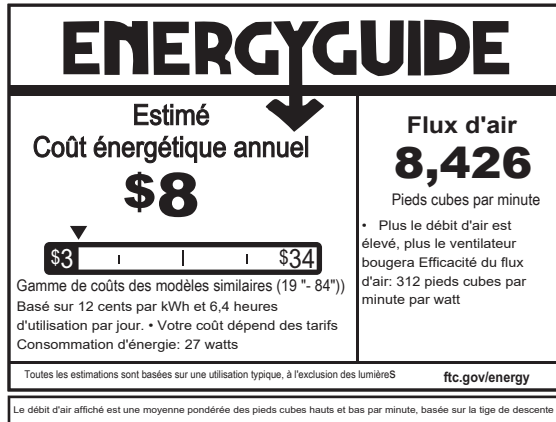 ENERGYGUIDE
Estimé
Coût énergétique annuel
$8
$3
$34
Gamme de coûts des modèles similaires (19 "- 84"))
Basé sur 12 cents par kWh et 6,4 heures
d'utilisation par jour. • Votre coût dépend des tarifs
Consommation d'énergie: 27 watts
Flux d'air
8,426
Pieds cubes par minute
• Plus le débit d'air est
élevé, plus le ventilateur
bougera Efficacité du flux
d'air: 312 pieds cubes par
minute par watt
Toutes les estimations sont basées sur une utilisation typique, à l'exclusion des lumièreS
ftc.gov/energy
Le débit d'air affiché est une moyenne pondérée des pieds cubes hauts et bas par minute, basée sur la tige de descente